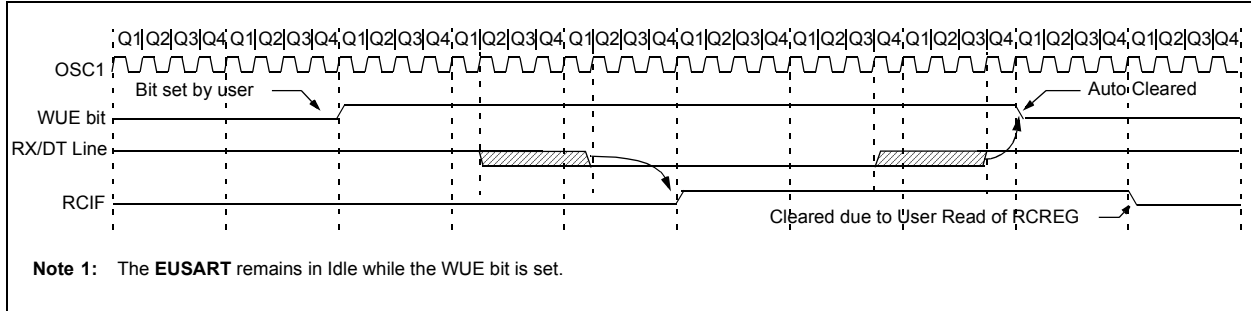 Q1 Q2 Q3 Q4 Q1 Q2 Q3 Q4 Q1 Q2 Q3 Q4 Q1 Q2 Q3 Q4 Q1 Q2 Q3 Q4 Q1 Q2 Q3 Q4 Q1 Q2 Q3 Q4 Q1 Q2 Q3 Q4 Q1 Q2 Q3 Q4 Q1 Q2 Q3 Q4
OSC1
Bit set by user
Auto Cleared
WUE bit
RX/DT Line
RCIF
Cleared due to User Read of RCREG
Note 1: The EUSART remains in Idle while the WUE bit is set.